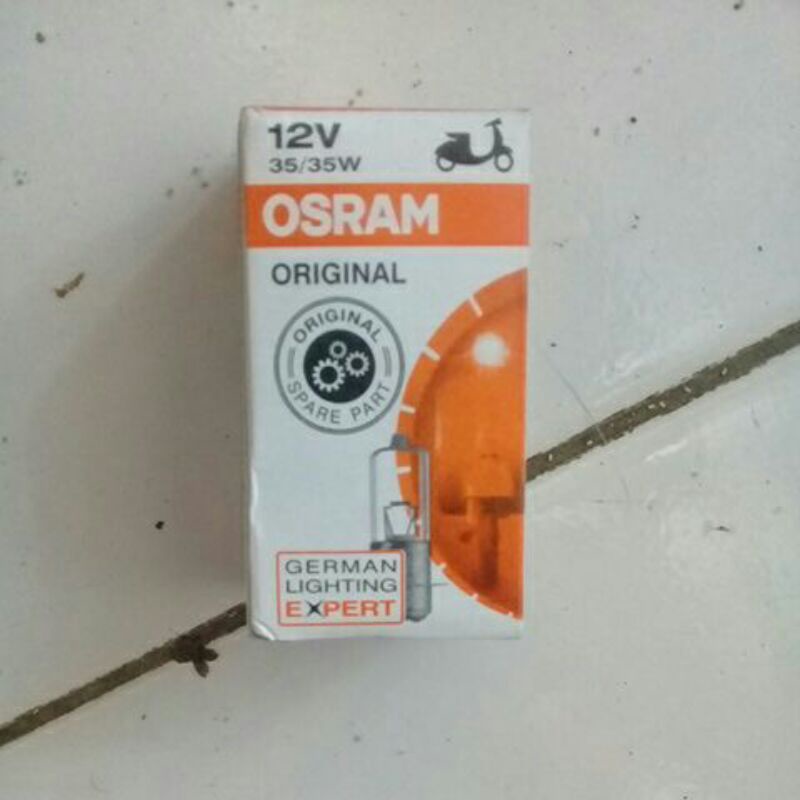 12V
35/35W
OSRAM
ORIGINAL
ORIGINAL
SPARE PART
GERMAN
LIGHTING
EXPERT